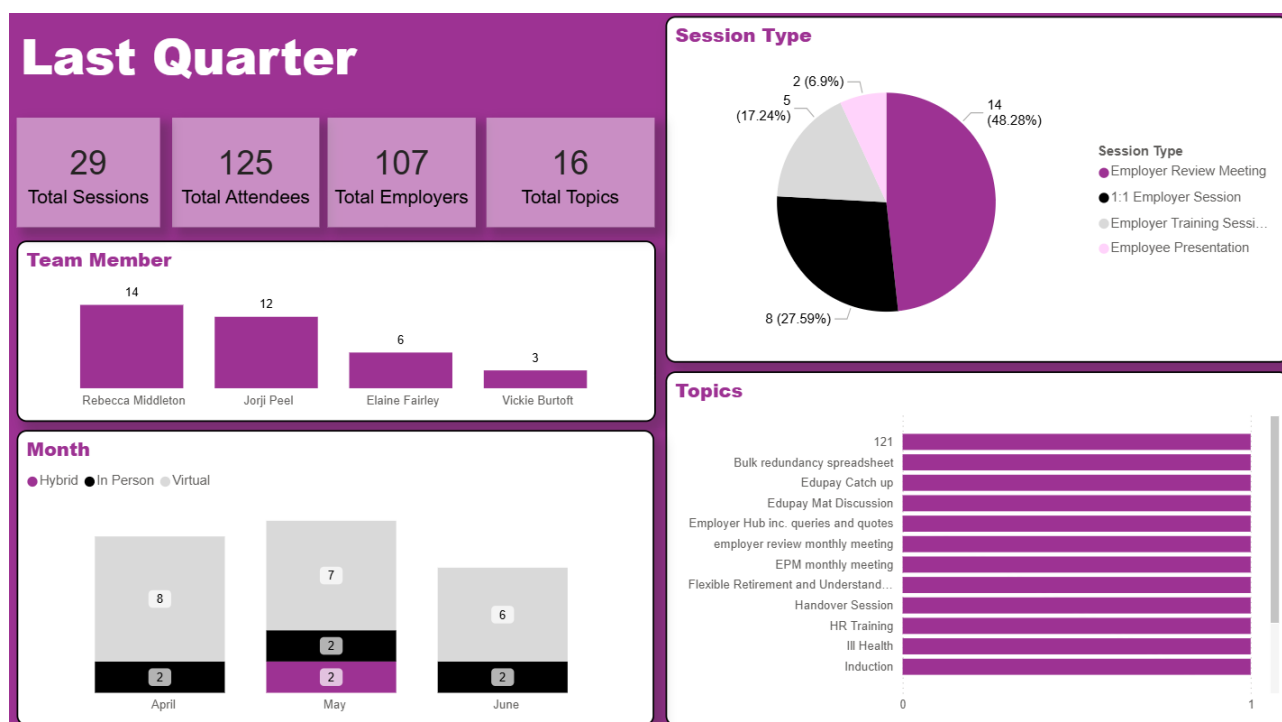 Last Quarter
29
Total Sessions
125
Total Attendees
107
Total Employers
16
Total Topics
Team Member
14
12
6
3
Rebecca Middleton
Jorji Peel
Elaine Fairley
Vickie Burtoft
Month
Hybrid
In Person
Virtual
8
2
7
2
2
6
2
April
May
June
Session Type
2 (6.9%)
5
(17.24%)
14
(48.28%)
8 (27.59%)
Session Type
Employer Review Meeting
1:1 Employer Session
Employer Training Sessi...
Employee Presentation
Topics
121
Bulk redundancy spreadsheet
Edupay Catch up
Edupay Mat Discussion
Employer Hub inc. queries and quotes
employer review monthly meeting
EPM monthly meeting
Flexible Retirement and Understand...
Handover Session
HR Training
Ill Health
Induction
0
1